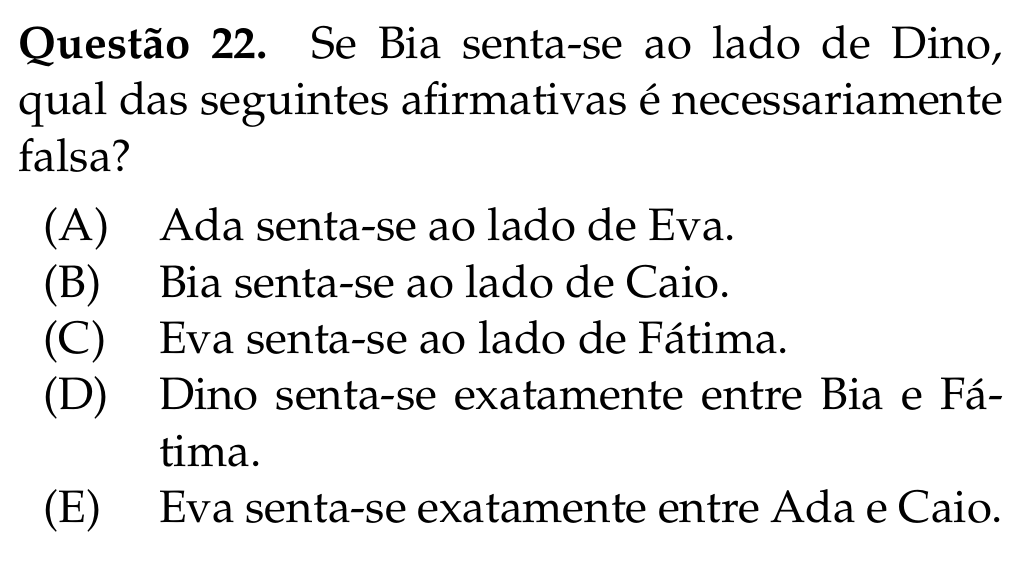 Questão 22. Se Bia senta-se ao lado de Dino,
qual das seguintes afirmativas é necessariamente
falsa?
(A) Ada senta-se ao lado de Eva.
(B) Bia senta-se ao lado de Caio.
(C) Eva senta-se ao lado de Fátima.
(D) Dino senta-se exatamente entre Bia e Fá-
tima.
(E) Eva senta-se exatamente entre Ada e Caio.